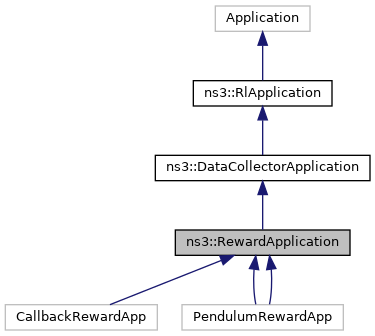 Application
ns3::RlApplication
ns3::DataCollectorApplication
ns3::RewardApplication
CallbackRewardApp
PendulumRewardApp